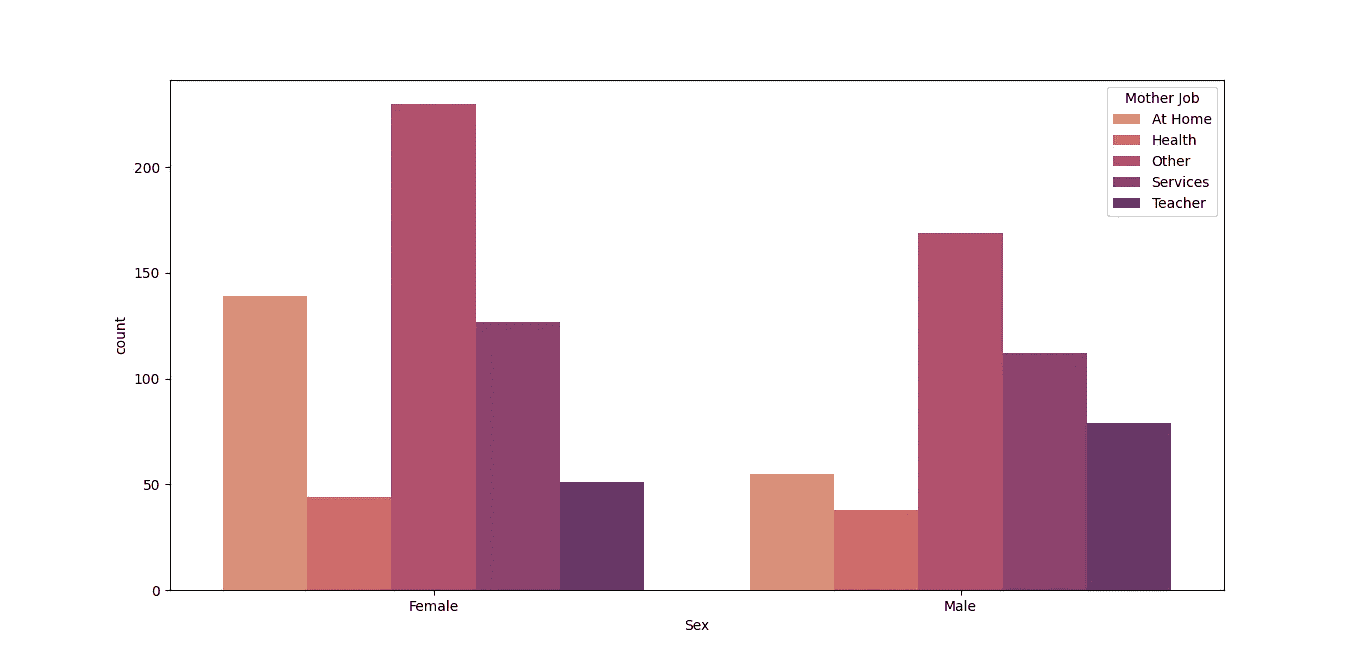 Mother Job
At Home
Health
Other
Services
Teacher
200
150
100
50
0
count
Female
Male
Sex